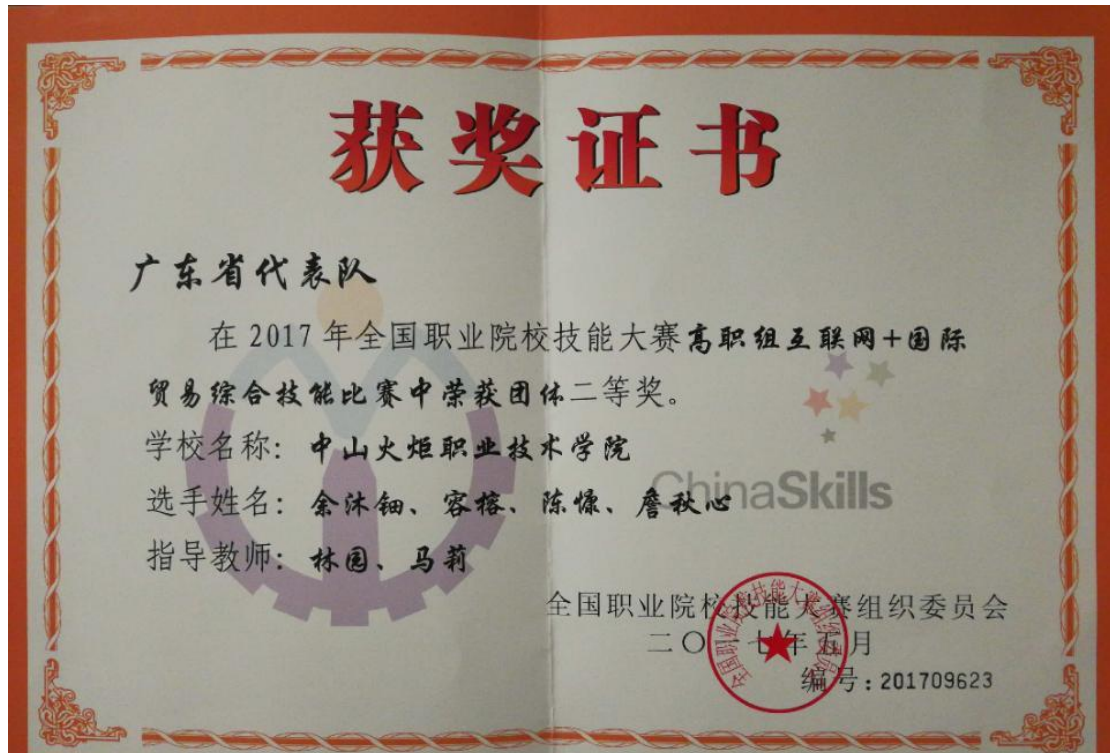 获奖证书
广东省代表队
在 2017 年全国职业院校技能大赛高职组互联网+国际
贸易综合技能比赛中荣获团体二等奖。
学校名称：中山火炬职业技术学院
ChinaSkills
选手姓名：余沐钿、容榕、陈慷、詹秋心
指导教师：林园、马莉
全国职业院校技能大赛组织委员会
二〇一七年五月
编号：201709623